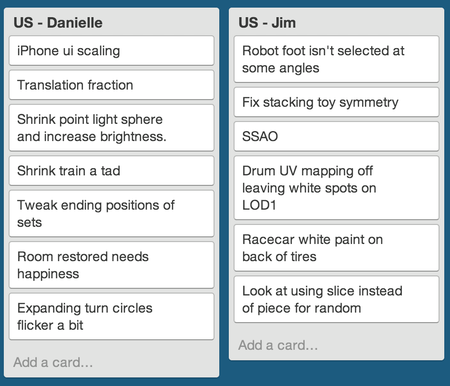 US - Danielle
iPhone ui scaling
Translation fraction
Shrink point light sphere
and increase brightness.
Shrink train a tad
Tweak ending positions of
sets
Room restored needs
happiness
Expanding turn circles
flicker a bit
Add a card…
US - Jim
Robot foot isn't selected at
some angles
Fix stacking toy symmetry
SSAO
Drum UV mapping off
leaving white spots on
LOD1
Racecar white paint on
back of tires
Look at using slice instead
of piece for random
Add a card…